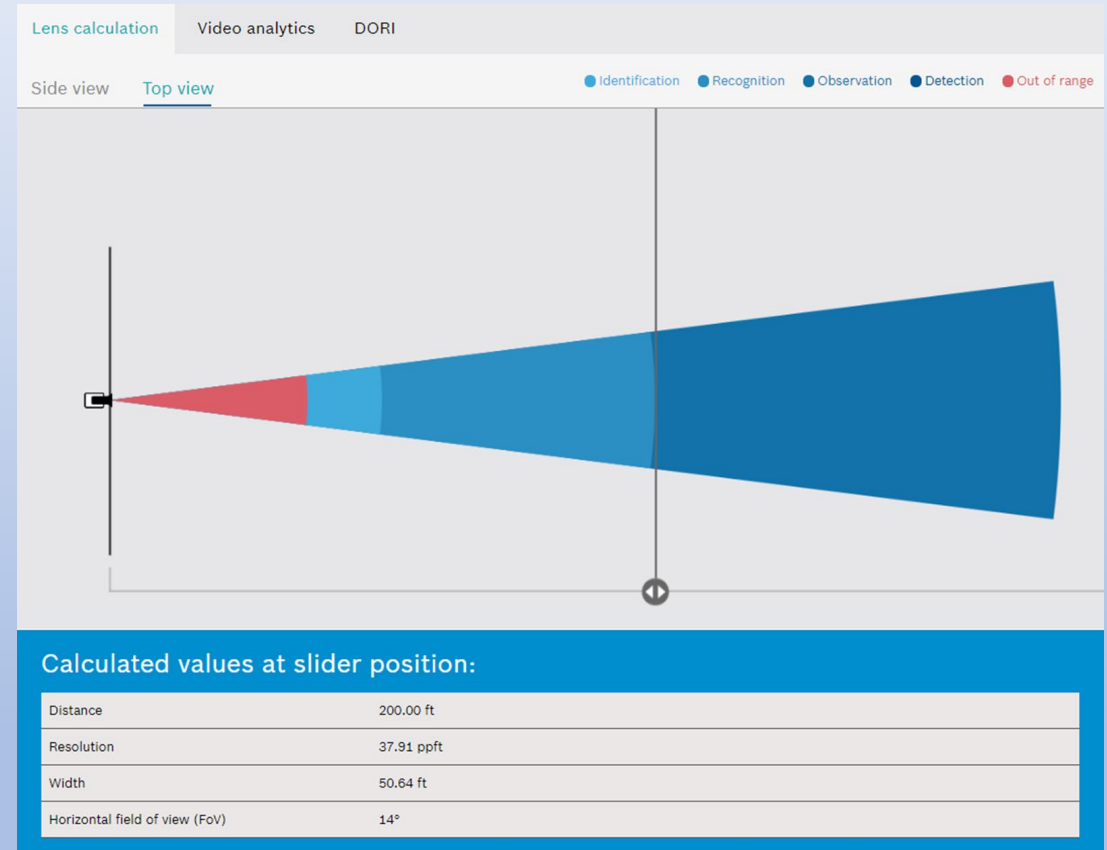 Lens calculation Video analytics DORI
Side view Top view Identification Recognition Observation Detection Out of range
Calculated values at slider position:
Distance 200.00 ft
Resolution 37.91 ppft
Width 50.64 ft
Horizontal field of view (FoV) 14°